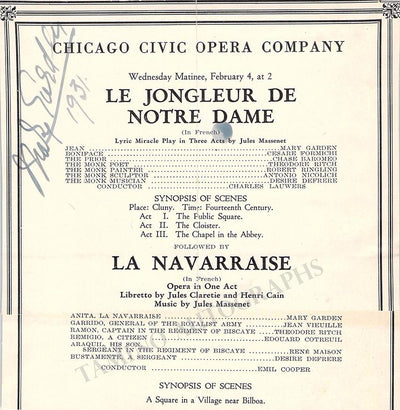 CHICAGO CIVIC OPERA COMPANY
Mary Garden
1931.
Wednesday Matinee, February 4, at 2
LE JONGLEUR DE
NOTRE DAME
(In French)
Lyric Miracle Play in Three Acts by Jules Massenet
JEAN MARY GARDEN
BONIFACE CESARE FORMICHI
THE PRIOR CHASE BAROMEO
THE MONK POET THEODORE RITCH
THE MONK PAINTER ROBERT RINGLING
THE MONK SCULPTOR ANTONIO NICOLICH
THE MONK MUSICIAN DESIRE DEFRERE
CONDUCTOR CHARLES LAUWERS
SYNOPSIS OF SCENES
Place: Cluny. Time: Fourteenth Century.
Act I. The Public Square.
Act II. The Cloister.
Act III. The Chapel in the Abbey.
FOLLOWED BY
LA NAVARRAISE
(In French)
Opera in One Act
Libretto by Jules Claretie and Henri Cain
Music by Jules Massenet
ANITA, LA NAVARRAISE MARY GARDEN
GARRIDO, GENERAL OF THE ROYALIST ARMY JEAN VIEUILLE
RAMON, CAPTAIN IN THE REGIMENT OF BISCAYE THEODORE RITCH
REMIGIO, A CITIZEN EDOUARD COTREUIL
ARAQUIL, HIS SON,
SERGEANT IN THE REGIMENT OF BISCAYE RENE MAISON
BUSTAMENTE, A SERGEANT DESIRE DEFRERE
CONDUCTOR EMIL COOPER
TAMINO AUTOGRAPHS
SYNOPSIS OF SCENES
A Square in a Village near Bilboa.